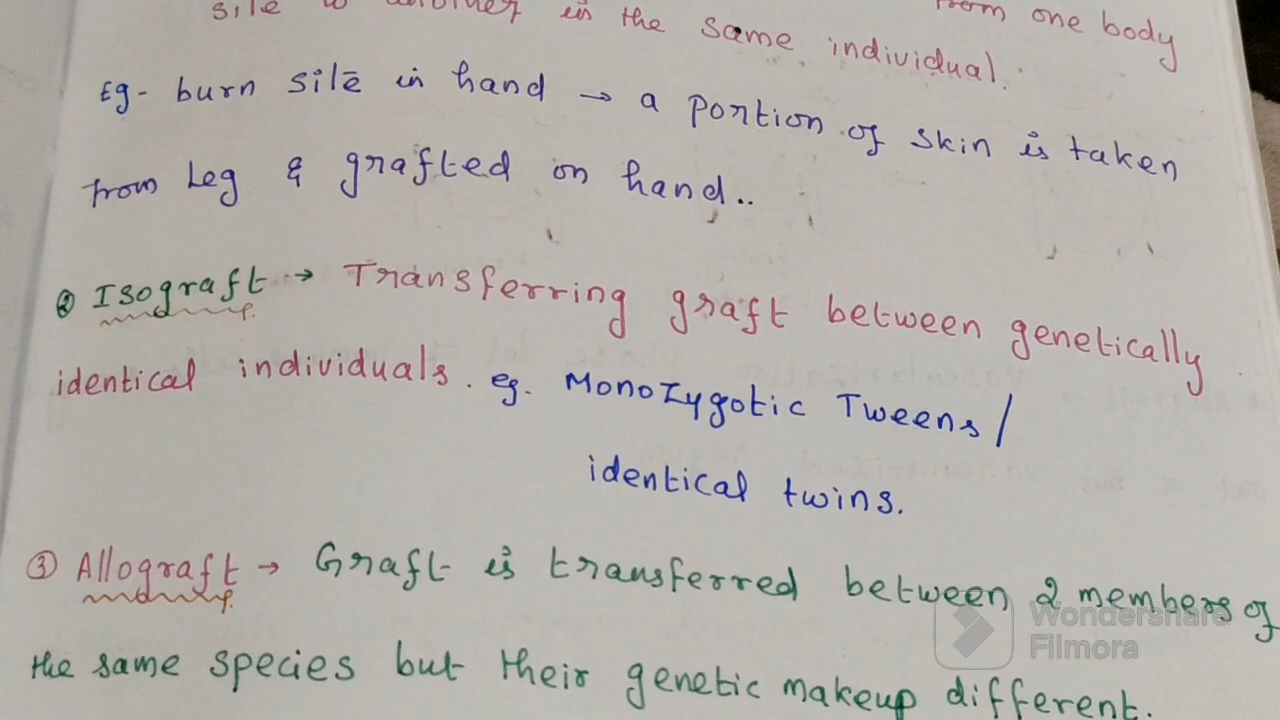 site to another in the same individual.
from one body
Eg- burn site in hand → a portion of skin is taken
from Leg & grafted on hand..
② Isograft → Transferring graft between genetically
identical individuals. eg. Monozygotic Tweens/
identical twins.
③ Allograft → Graft is transferred between 2 members of
the same species but their genetic makeup different.
Wondershare
Filmora